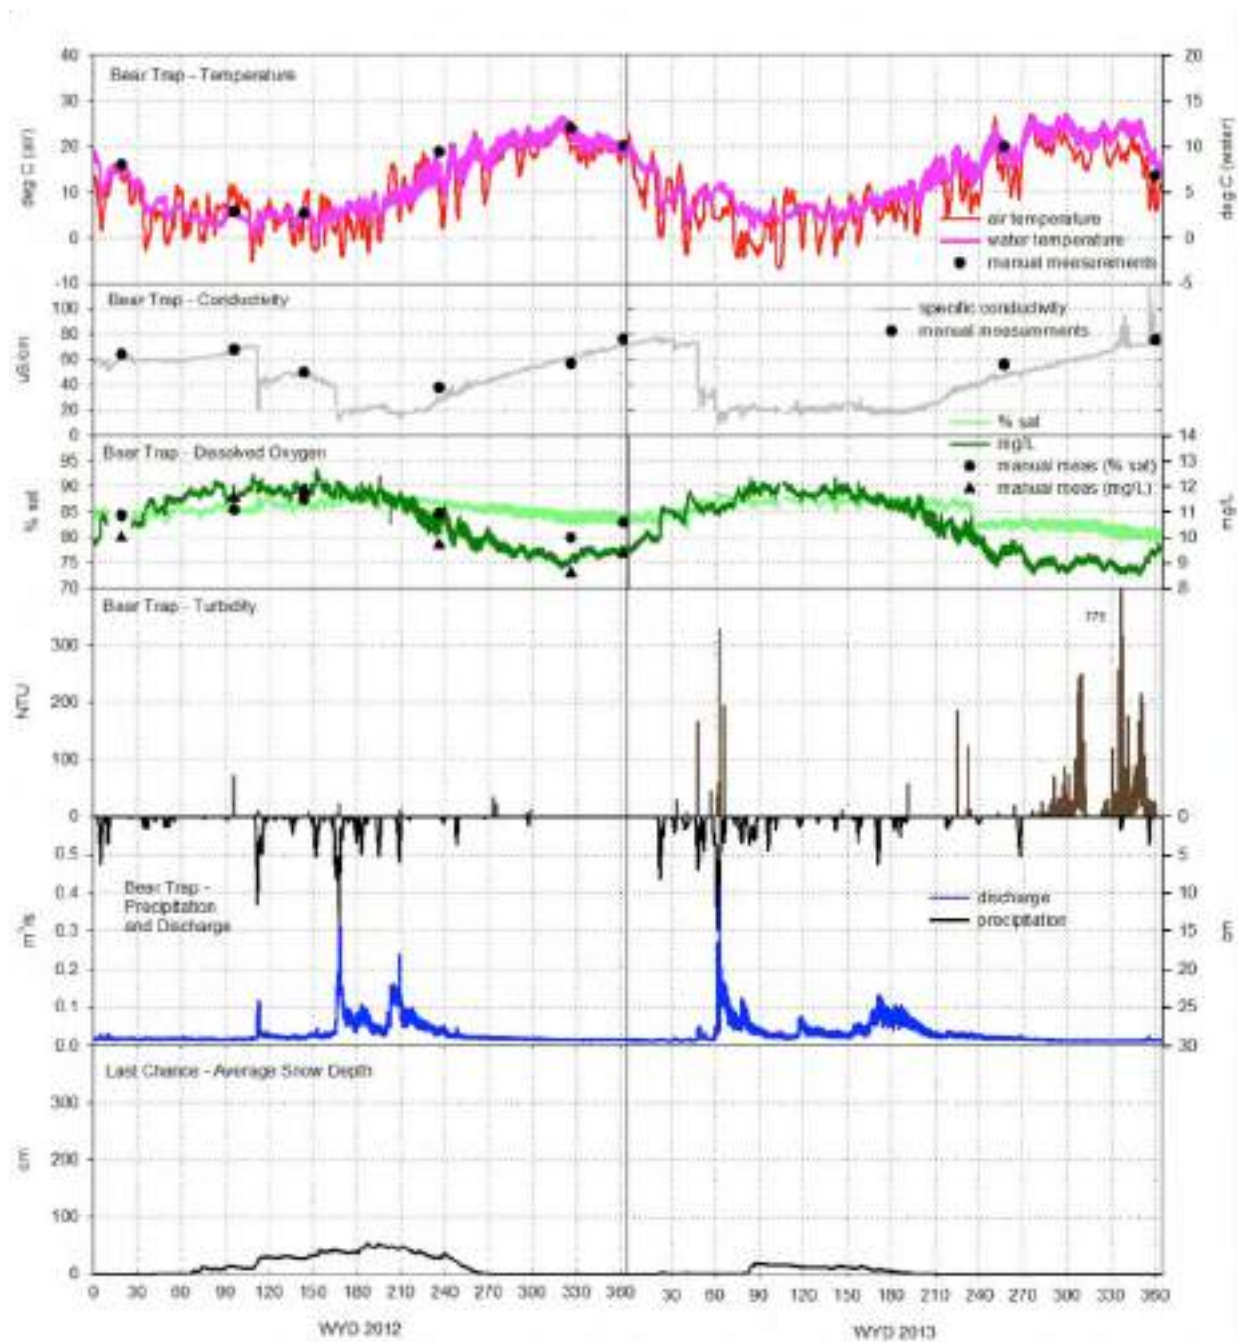 40 Bear Trap - Temperature 20
30 15
20 10
10 5
0 0
-10 -5
deg C (air)
deg C (water)
air temperature
water temperature
manual measurements
Bear Trap - Conductivity
100
80
60
40
20
0
uS/cm
specific conductivity
manual measurments
% sat
mg/L
manual meas (% sat)
manual meas (mg/L)
Bear Trap - Dissolved Oxygen
95
90
85
80
75
70
% sat
14
13
12
11
10
9
8
mg/L
Bear Trap - Turbidity
300
200
100
0
NTU
0.5
0.4
0.3
0.2
0.1
0.0
m³/s
Bear Trap -
Precipitation
and Discharge
discharge
precipitation
0
5
10
15
20
25
30
cm
Last Chance - Average Snow Depth
300
200
100
0
cm
0 30 60 90 120 150 180 210 240 270 300 330 360 30 60 90 120 150 180 210 240 270 300 330 360
WYD 2012 WYD 2013